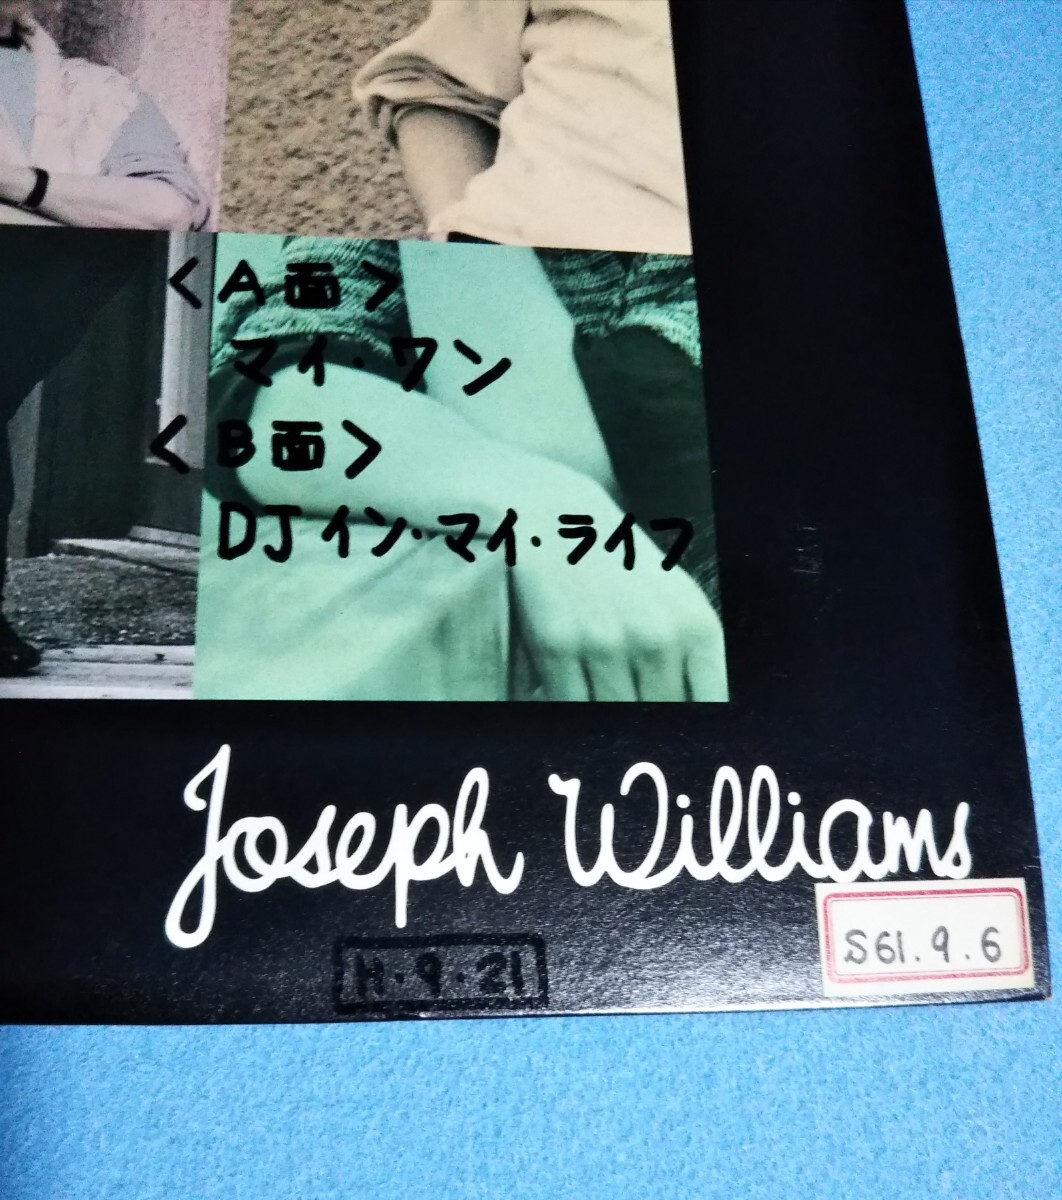 <A面>
マイ・ワン
<B面>
DJイン・マイ・ライフ
Joseph Williams
S61.9.6
H・9・21